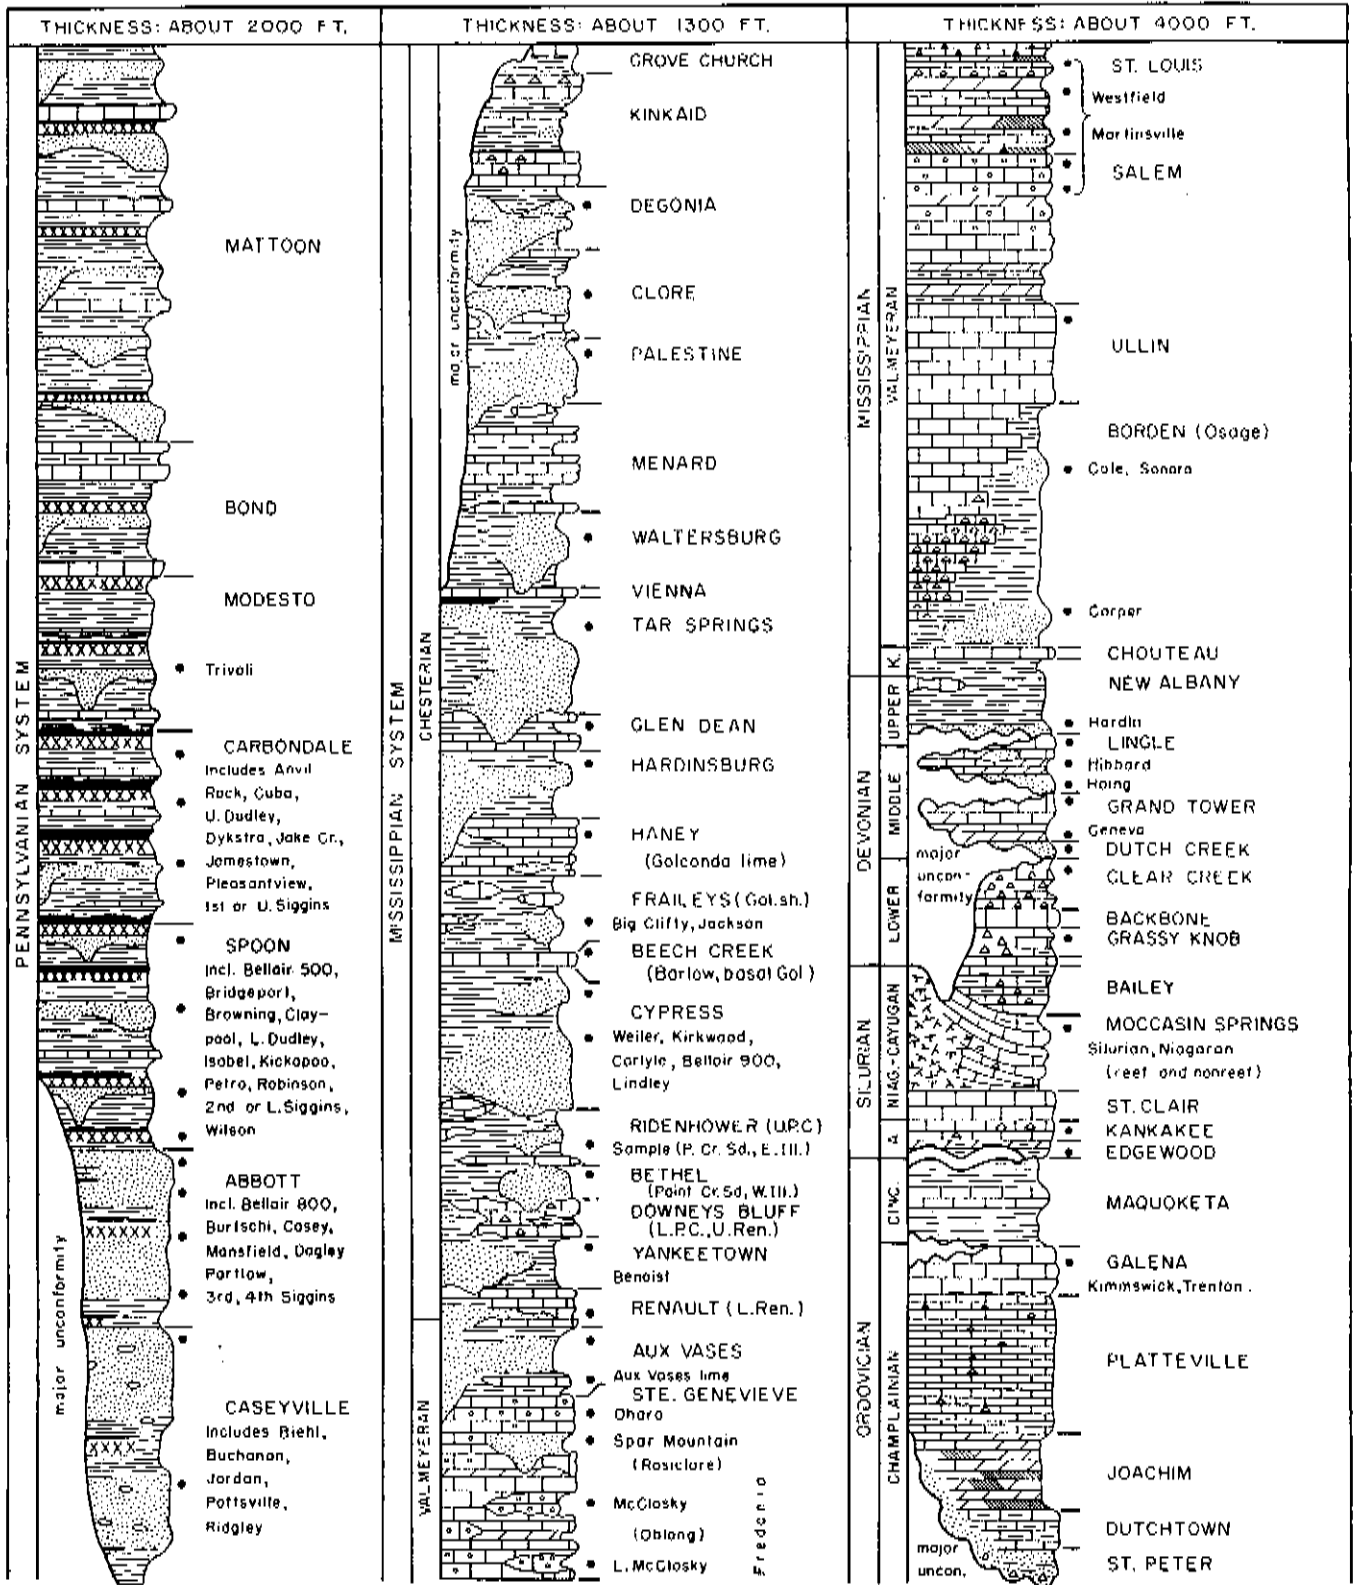 THICKNESS: ABOUT 2000 FT.
PENNSYLVANIAN SYSTEM
major unconformity
MATTOON
BOND
MODESTO
Trivoli
CARBONDALE
Includes Anvil
Rock, Cuba,
U. Dudley,
Dykstra, Jake Cr.,
Jamestown,
Pleasantview,
1st or U. Siggins
SPOON
Incl. Bellair 500,
Bridgeport,
Browning, Clay-
pool, L. Dudley,
Isabel, Kickapoo,
Petro, Robinson,
2nd or L. Siggins,
Wilson
ABBOTT
Incl. Bellair 800,
Burtschi, Casey,
Mansfield, Dagley
Partlow,
3rd, 4th Siggins
CASEYVILLE
Includes Biehl,
Buchanan,
Jordan,
Pottsville,
Ridgley
THICKNESS: ABOUT 1300 FT.
MISSISSIPPIAN SYSTEM
CHESTERIAN
VALMEYERAN
major unconformity
GROVE CHURCH
KINKAID
DEGONIA
CLORE
PALESTINE
MENARD
WALTERSBURG
VIENNA
TAR SPRINGS
GLEN DEAN
HARDINSBURG
HANEY
(Golconda lime)
FRAILEYS (Gol. sh.)
Big Clifty, Jackson
BEECH CREEK
(Barlow, basal Gol.)
CYPRESS
Weiler, Kirkwood,
Carlyle, Bellair 900,
Lindley
RIDENHOWER (U.P.C)
Sample (P. Cr. Sd., E. Ill.)
BETHEL
(Paint Cr. Sd, W. Ill.)
DOWNEYS BLUFF
(L.P.C., U. Ren.)
YANKEETOWN
Benoist
RENAULT (L. Ren.)
AUX VASES
Aux Vases lime
STE. GENEVIEVE
Ohara
Spar Mountain
(Rosiclare)
McClosky
(Oblong)
L. McClosky
Fredonia
THICKNESS: ABOUT 4000 FT.
MISSISSIPPIAN
VALMEYERAN
K.
DEVONIAN
UPPER
MIDDLE
LOWER
SILURIAN
NIAG.-CAYUGAN
A.
ORDOVICIAN
CINC.
CHAMPLAINIAN
ST. LOUIS
Westfield
Martinsville
SALEM
ULLIN
BORDEN (Osage)
Cole, Sonora
Carper
CHOUTEAU
NEW ALBANY
Hardin
LINGLE
Hibbard
Hoing
GRAND TOWER
Geneva
DUTCH CREEK
major
uncon-
formity
CLEAR CREEK
BACKBONE
GRASSY KNOB
BAILEY
MOCCASIN SPRINGS
Silurian, Niagaran
(reef and nonreef)
ST. CLAIR
KANKAKEE
EDGEWOOD
MAQUOKETA
GALENA
Kimmswick, Trenton.
PLATTEVILLE
JOACHIM
DUTCHTOWN
ST. PETER
major
uncon.